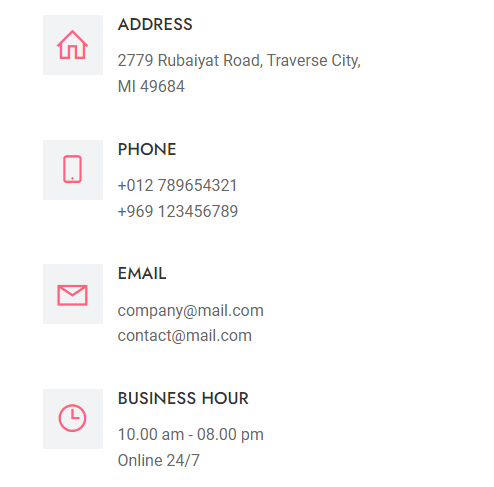 ADDRESS
2779 Rubaiyat Road, Traverse City,
MI 49684
PHONE
+012 789654321
+969 123456789
EMAIL
company@mail.com
contact@mail.com
BUSINESS HOUR
10.00 am - 08.00 pm
Online 24/7